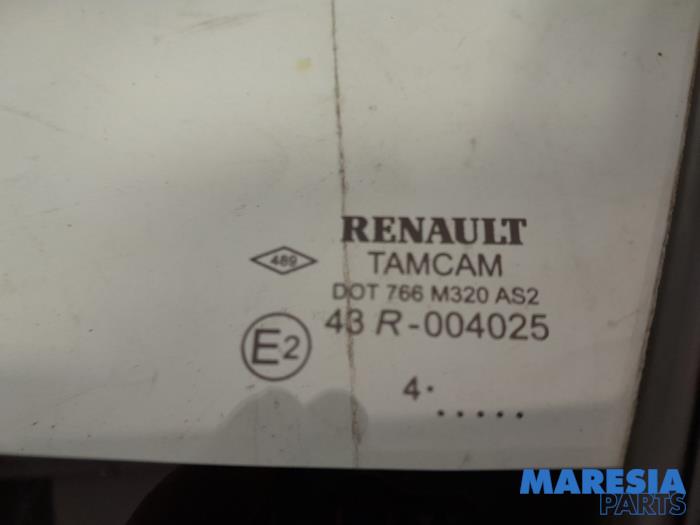 RENAULT
489 TAMCAM
DOT 766 M320 AS2
E2 43 R-004025
4· .....
MARESIA
PARTS